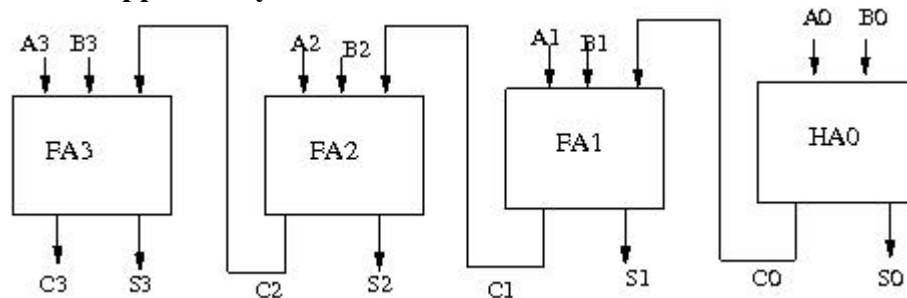 A3 B3 A2 B2 A1 B1 A0 B0
FA3 FA2 FA1 HA0
C3 S3 C2 S2 C1 S1 C0 S0